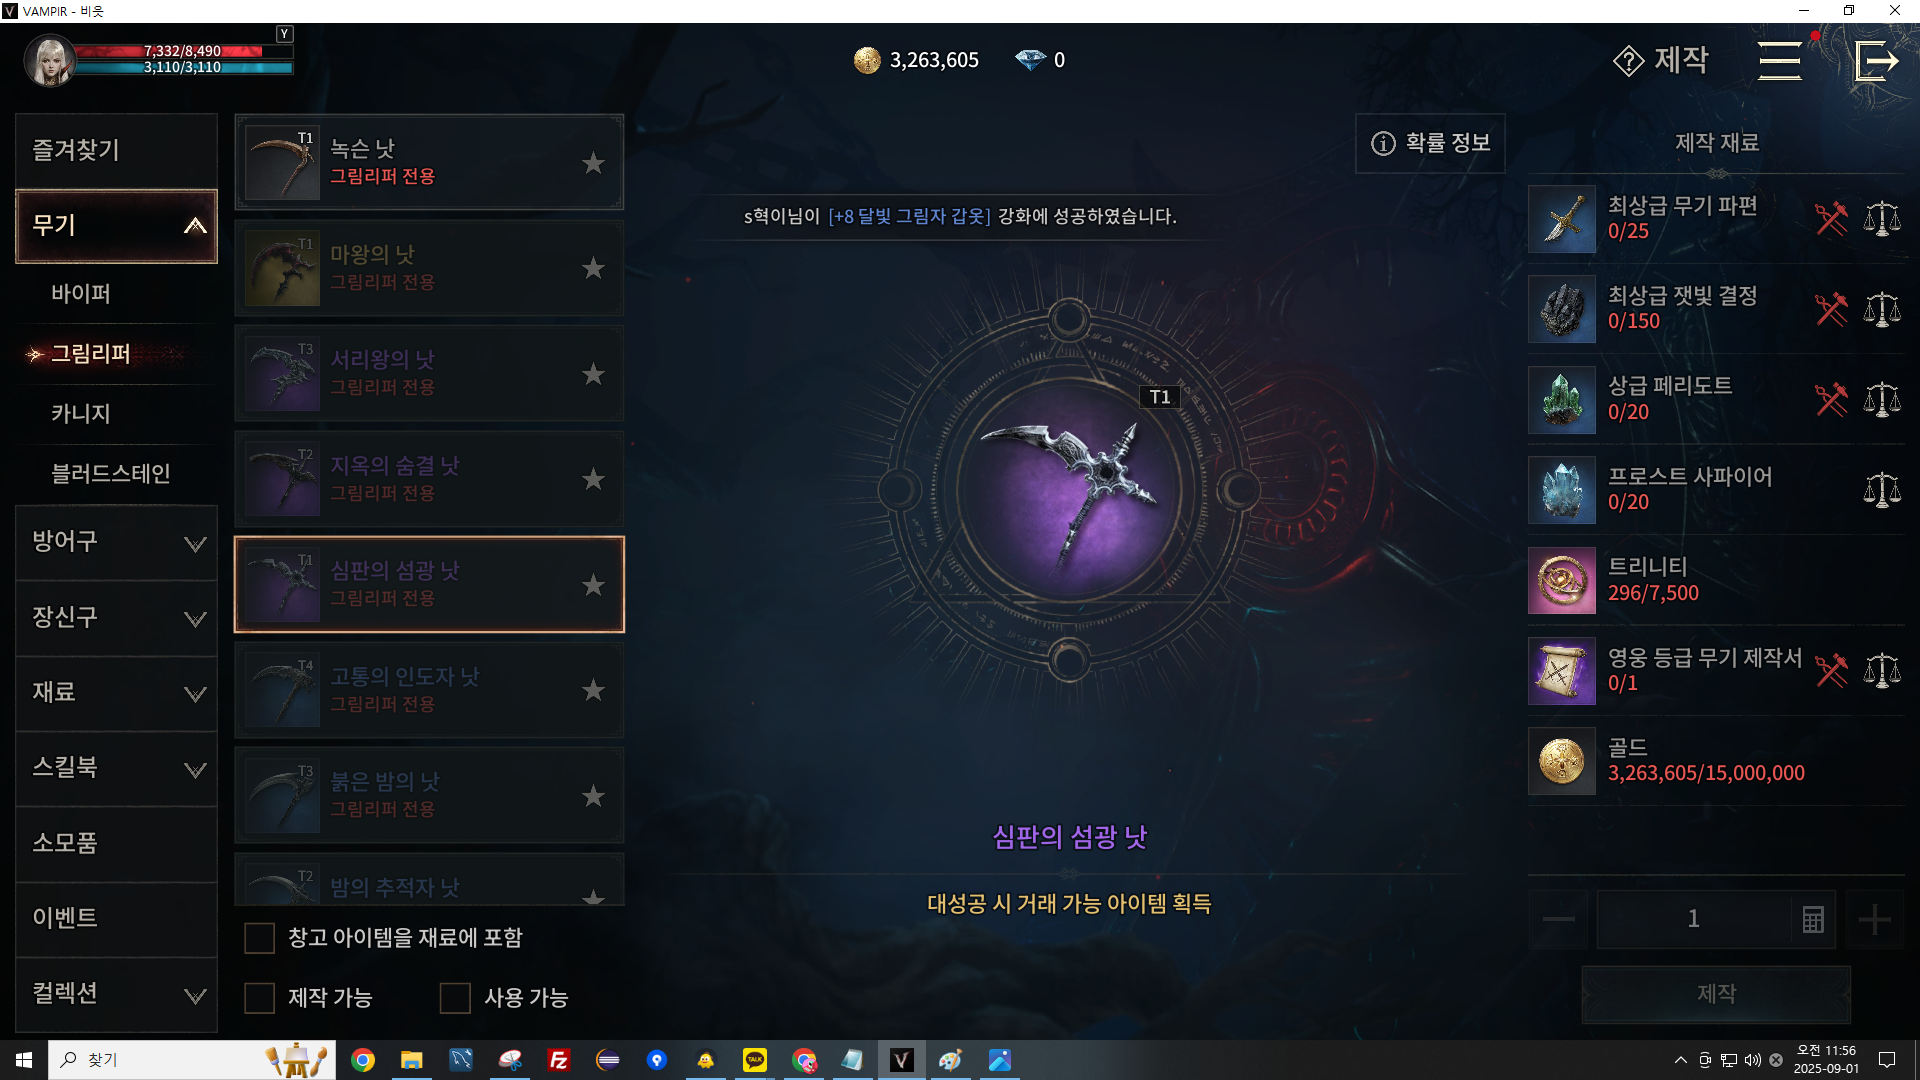 VAMPIR - 비읏
7,332/8,490
3,110/3,110
Y
3,263,605
0
제작
즐겨찾기
무기
바이퍼
그림리퍼
카니지
블러드스테인
방어구
장신구
재료
스킬북
소모품
이벤트
컬렉션
T1
녹슨 낫
그림리퍼 전용
T1
마왕의 낫
그림리퍼 전용
T3
서리왕의 낫
그림리퍼 전용
T2
지옥의 숨결 낫
그림리퍼 전용
T1
심판의 섬광 낫
그림리퍼 전용
T4
고통의 인도자 낫
그림리퍼 전용
T3
붉은 밤의 낫
그림리퍼 전용
T2
밤의 추적자 낫
창고 아이템을 재료에 포함
제작 가능
사용 가능
확률 정보
s혁이님이 [+8 달빛 그림자 갑옷] 강화에 성공하였습니다.
T1
심판의 섬광 낫
대성공 시 거래 가능 아이템 획득
제작 재료
최상급 무기 파편
0/25
최상급 잿빛 결정
0/150
상급 페리도트
0/20
프로스트 사파이어
0/20
트리니티
296/7,500
영웅 등급 무기 제작서
0/1
골드
3,263,605/15,000,000
1
제작
찾기
TALK
오전 11:56
2025-09-01